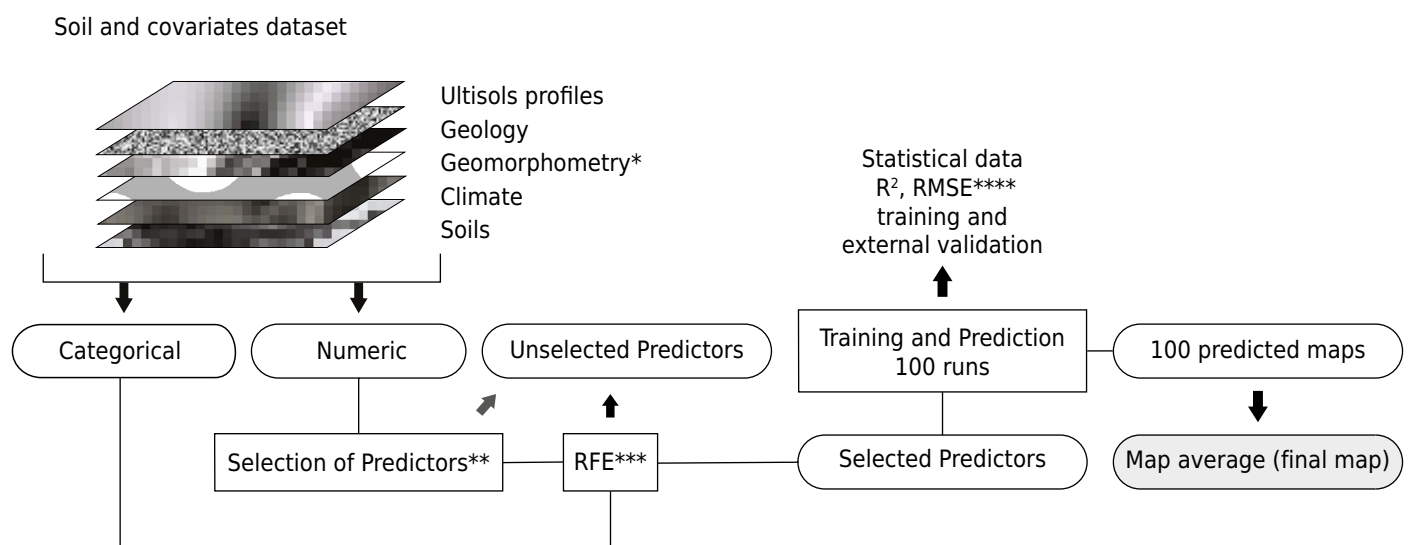 Soil and covariates dataset
Ultisols profiles
Geology
Geomorphometry*
Climate
Soils
Statistical data
R², RMSE****
training and
external validation
Categorical
Numeric
Unselected Predictors
Training and Prediction
100 runs
100 predicted maps
Selection of Predictors**
RFE***
Selected Predictors
Map average (final map)